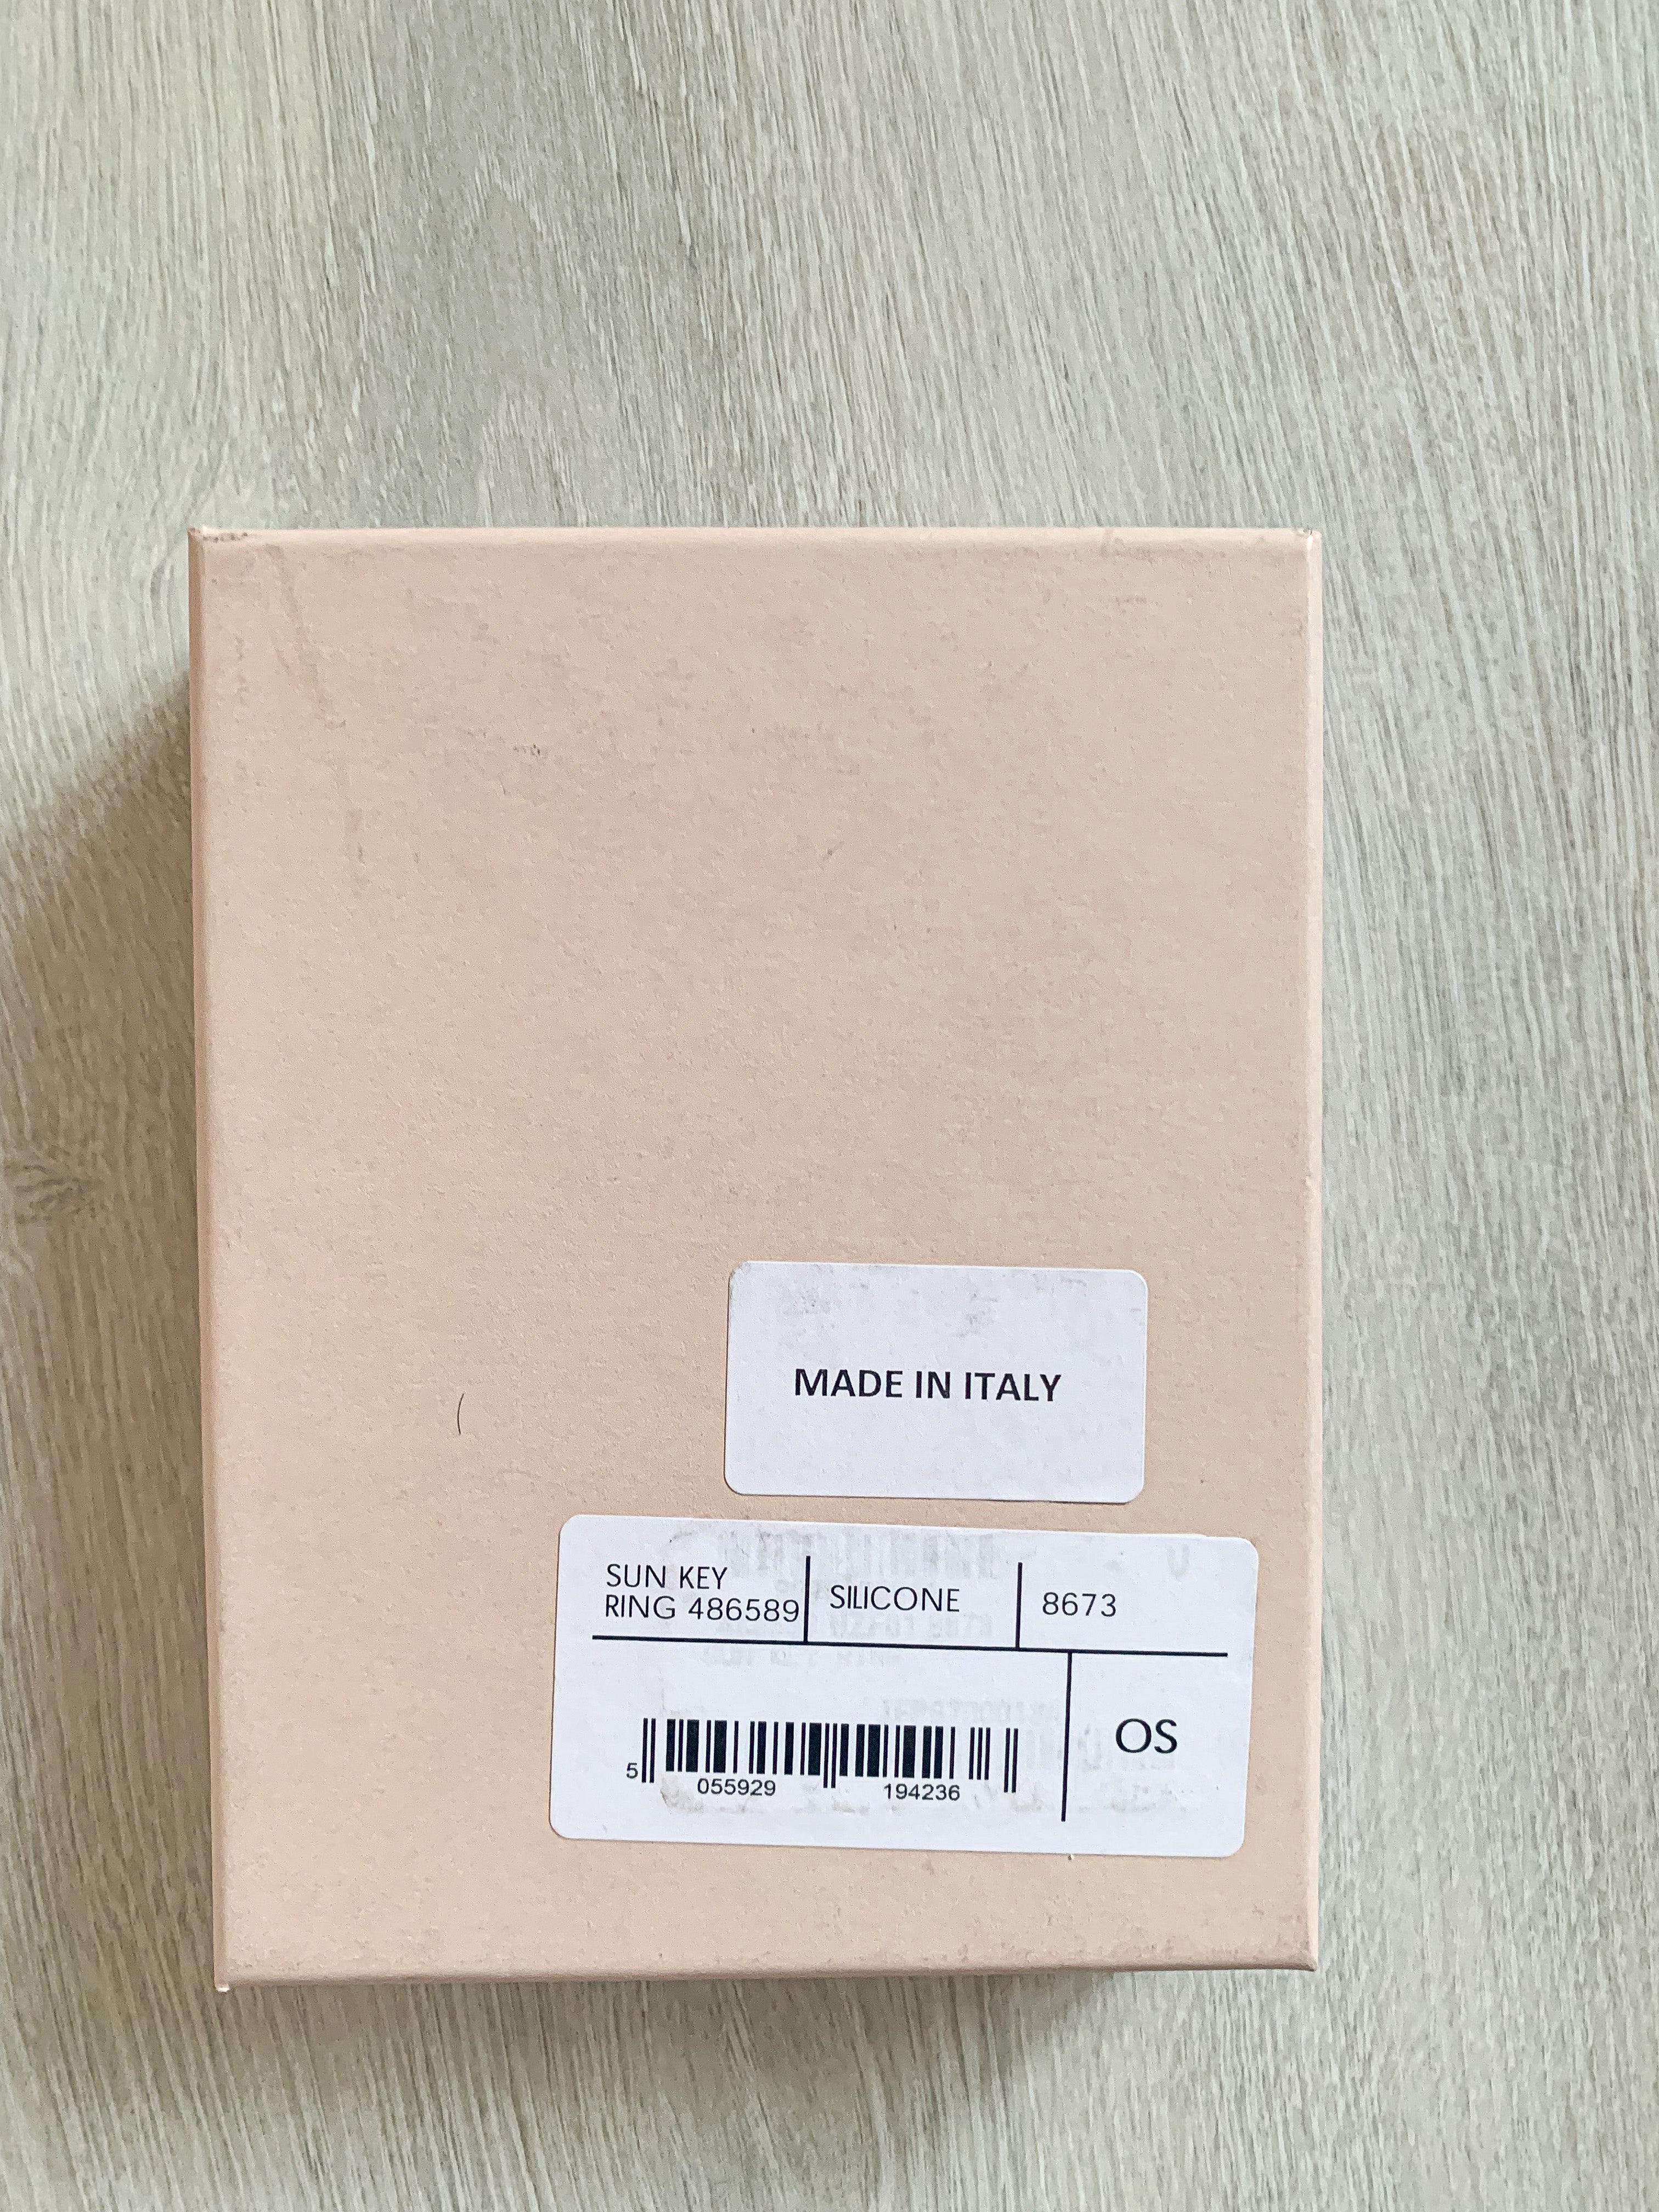 MADE IN ITALY
SUN KEY
RING 486589
SILICONE
8673
OS
5 055929 194236